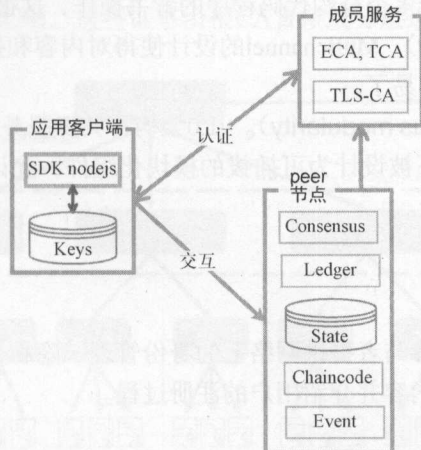 成员服务
ECA, TCA
TLS-CA
应用客户端
SDK nodejs
Keys
认证
交互
peer
节点
Consensus
Ledger
State
Chaincode
Event